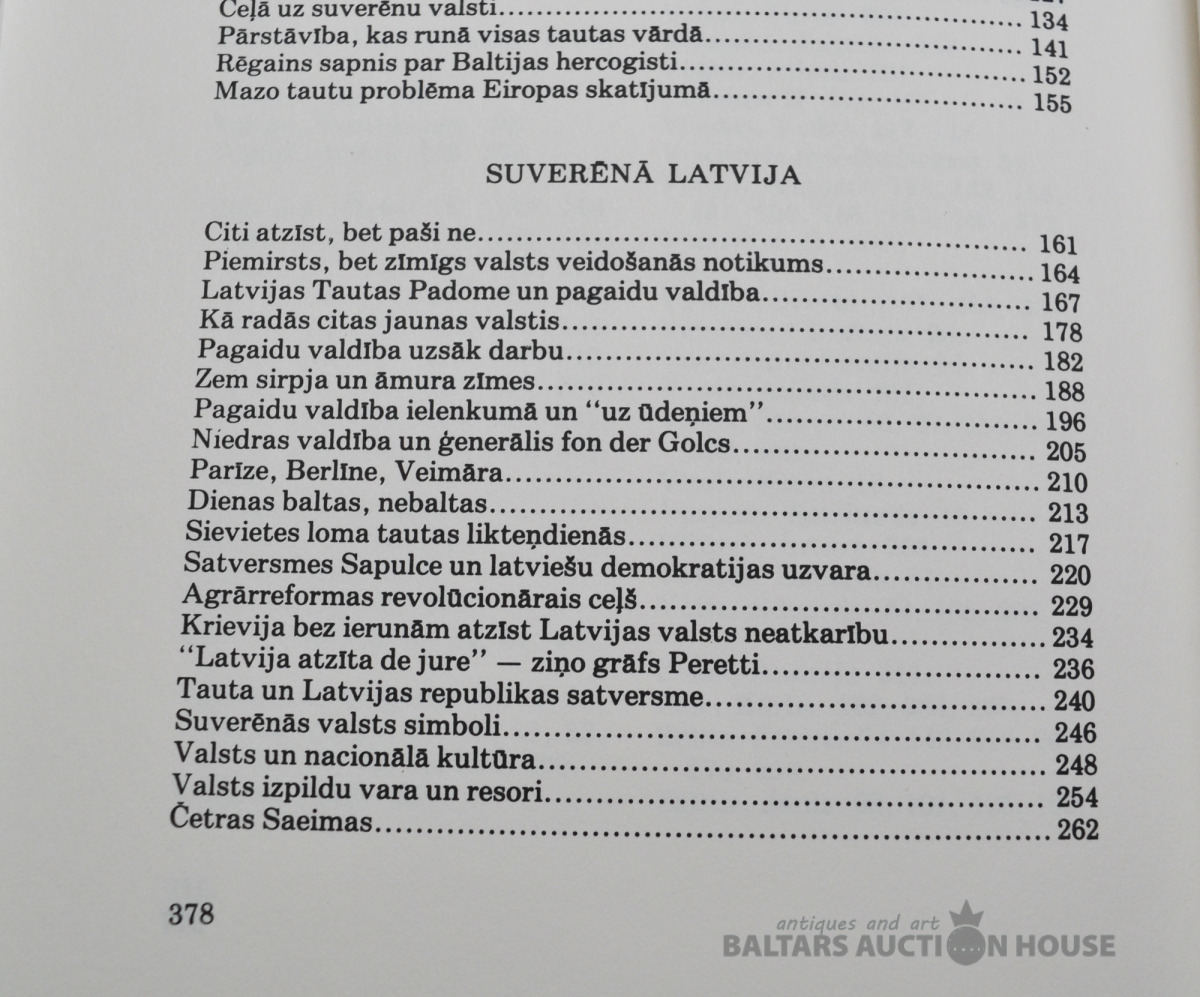 Ceļā uz suverēnu valsti........................................................ 134
Pārstāvība, kas runā visas tautas vārdā................................ 141
Rēgains sapnis par Baltijas hercogisti................................... 152
Mazo tautu problēma Eiropas skatījumā............................... 155
SUVERĒNĀ LATVIJA
Citi atzīst, bet paši ne........................................................ 161
Piemirsts, bet zīmīgs valsts veidošanās notikums..................... 164
Latvijas Tautas Padome un pagaidu valdība........................... 167
Kā radās citas jaunas valstis................................................ 178
Pagaidu valdība uzsāk darbu................................................ 182
Zem sirpja un āmura zīmes.................................................. 188
Pagaidu valdība ielenkumā un “uz ūdeņiem”........................... 196
Niedras valdība un ģenerālis fon der Golcs............................. 205
Parīze, Berlīne, Veimāra...................................................... 210
Dienas baltas, nebaltas........................................................ 213
Sievietes loma tautas likteņdienās......................................... 217
Satversmes Sapulce un latviešu demokratijas uzvara................. 220
Agrārreformas revolūcionārais ceļš........................................ 229
Krievija bez ierunām atzīst Latvijas valsts neatkarību............... 234
“Latvija atzīta de jure” — ziņo grāfs Peretti........................... 236
Tauta un Latvijas republikas satversme................................. 240
Suverēnās valsts simboli...................................................... 246
Valsts un nacionālā kultūra.................................................. 248
Valsts izpildu vara un resori................................................. 254
Četras Saeimas.................................................................. 262
378
antiques and art
BALTARS AUCTION HOUSE